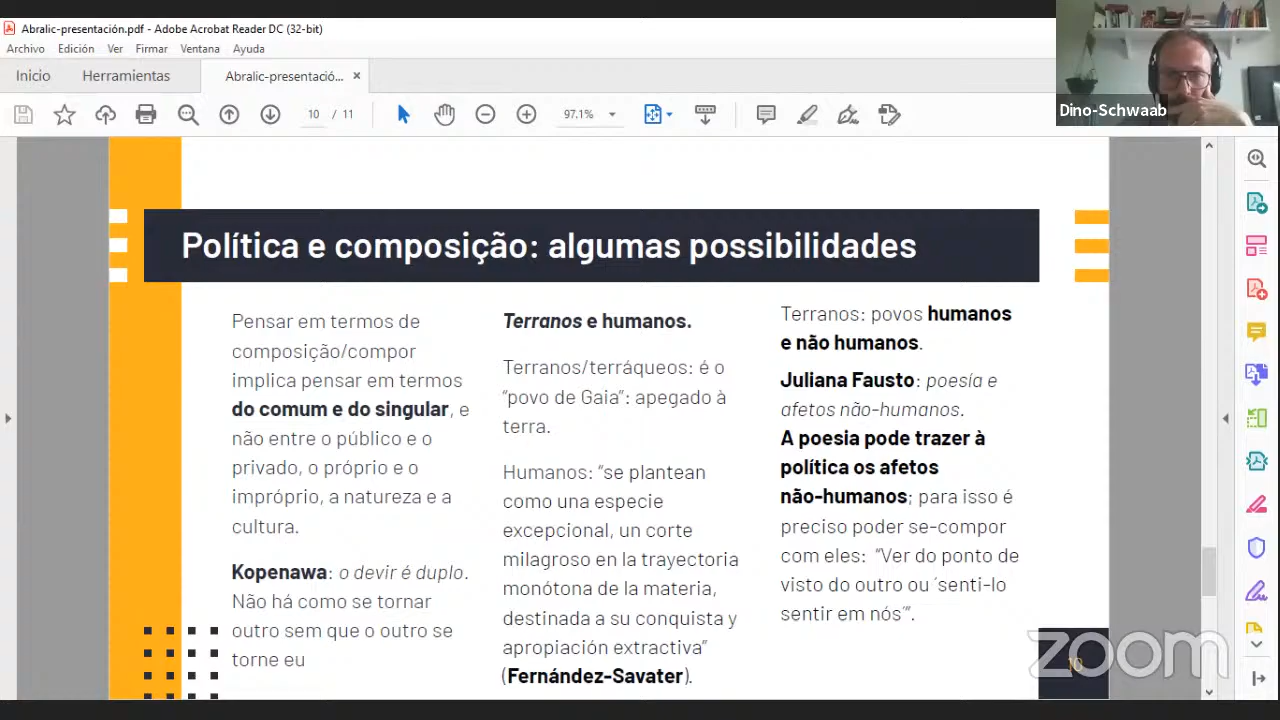 Abralic-presentación.pdf - Adobe Acrobat Reader DC (32-bit)
Archivo Edición Ver Firmar Ventana Ayuda
Inicio Herramientas Abralic-presentació... ×
10 / 11 97.1%
Dino-Schwaab
Política e composição: algumas possibilidades
Pensar em termos de
composição/compor
implica pensar em termos
do comum e do singular, e
não entre o público e o
privado, o próprio e o
impróprio, a natureza e a
cultura.
Kopenawa: o devir é duplo.
Não há como se tornar
outro sem que o outro se
torne eu
Terranos e humanos.
Terranos/terráqueos: é o
“povo de Gaia”: apegado à
terra.
Humanos: “se plantean
como una especie
excepcional, un corte
milagroso en la trayectoria
monótona de la materia,
destinada a su conquista y
apropiación extractiva”
(Fernández-Savater).
Terranos: povos humanos
e não humanos.
Juliana Fausto: poesía e
afetos não-humanos.
A poesia pode trazer à
política os afetos
não-humanos; para isso é
preciso poder se-compor
com eles: “Ver do ponto de
visto do outro ou ´senti-lo
sentir em nós’”.
10
zoom